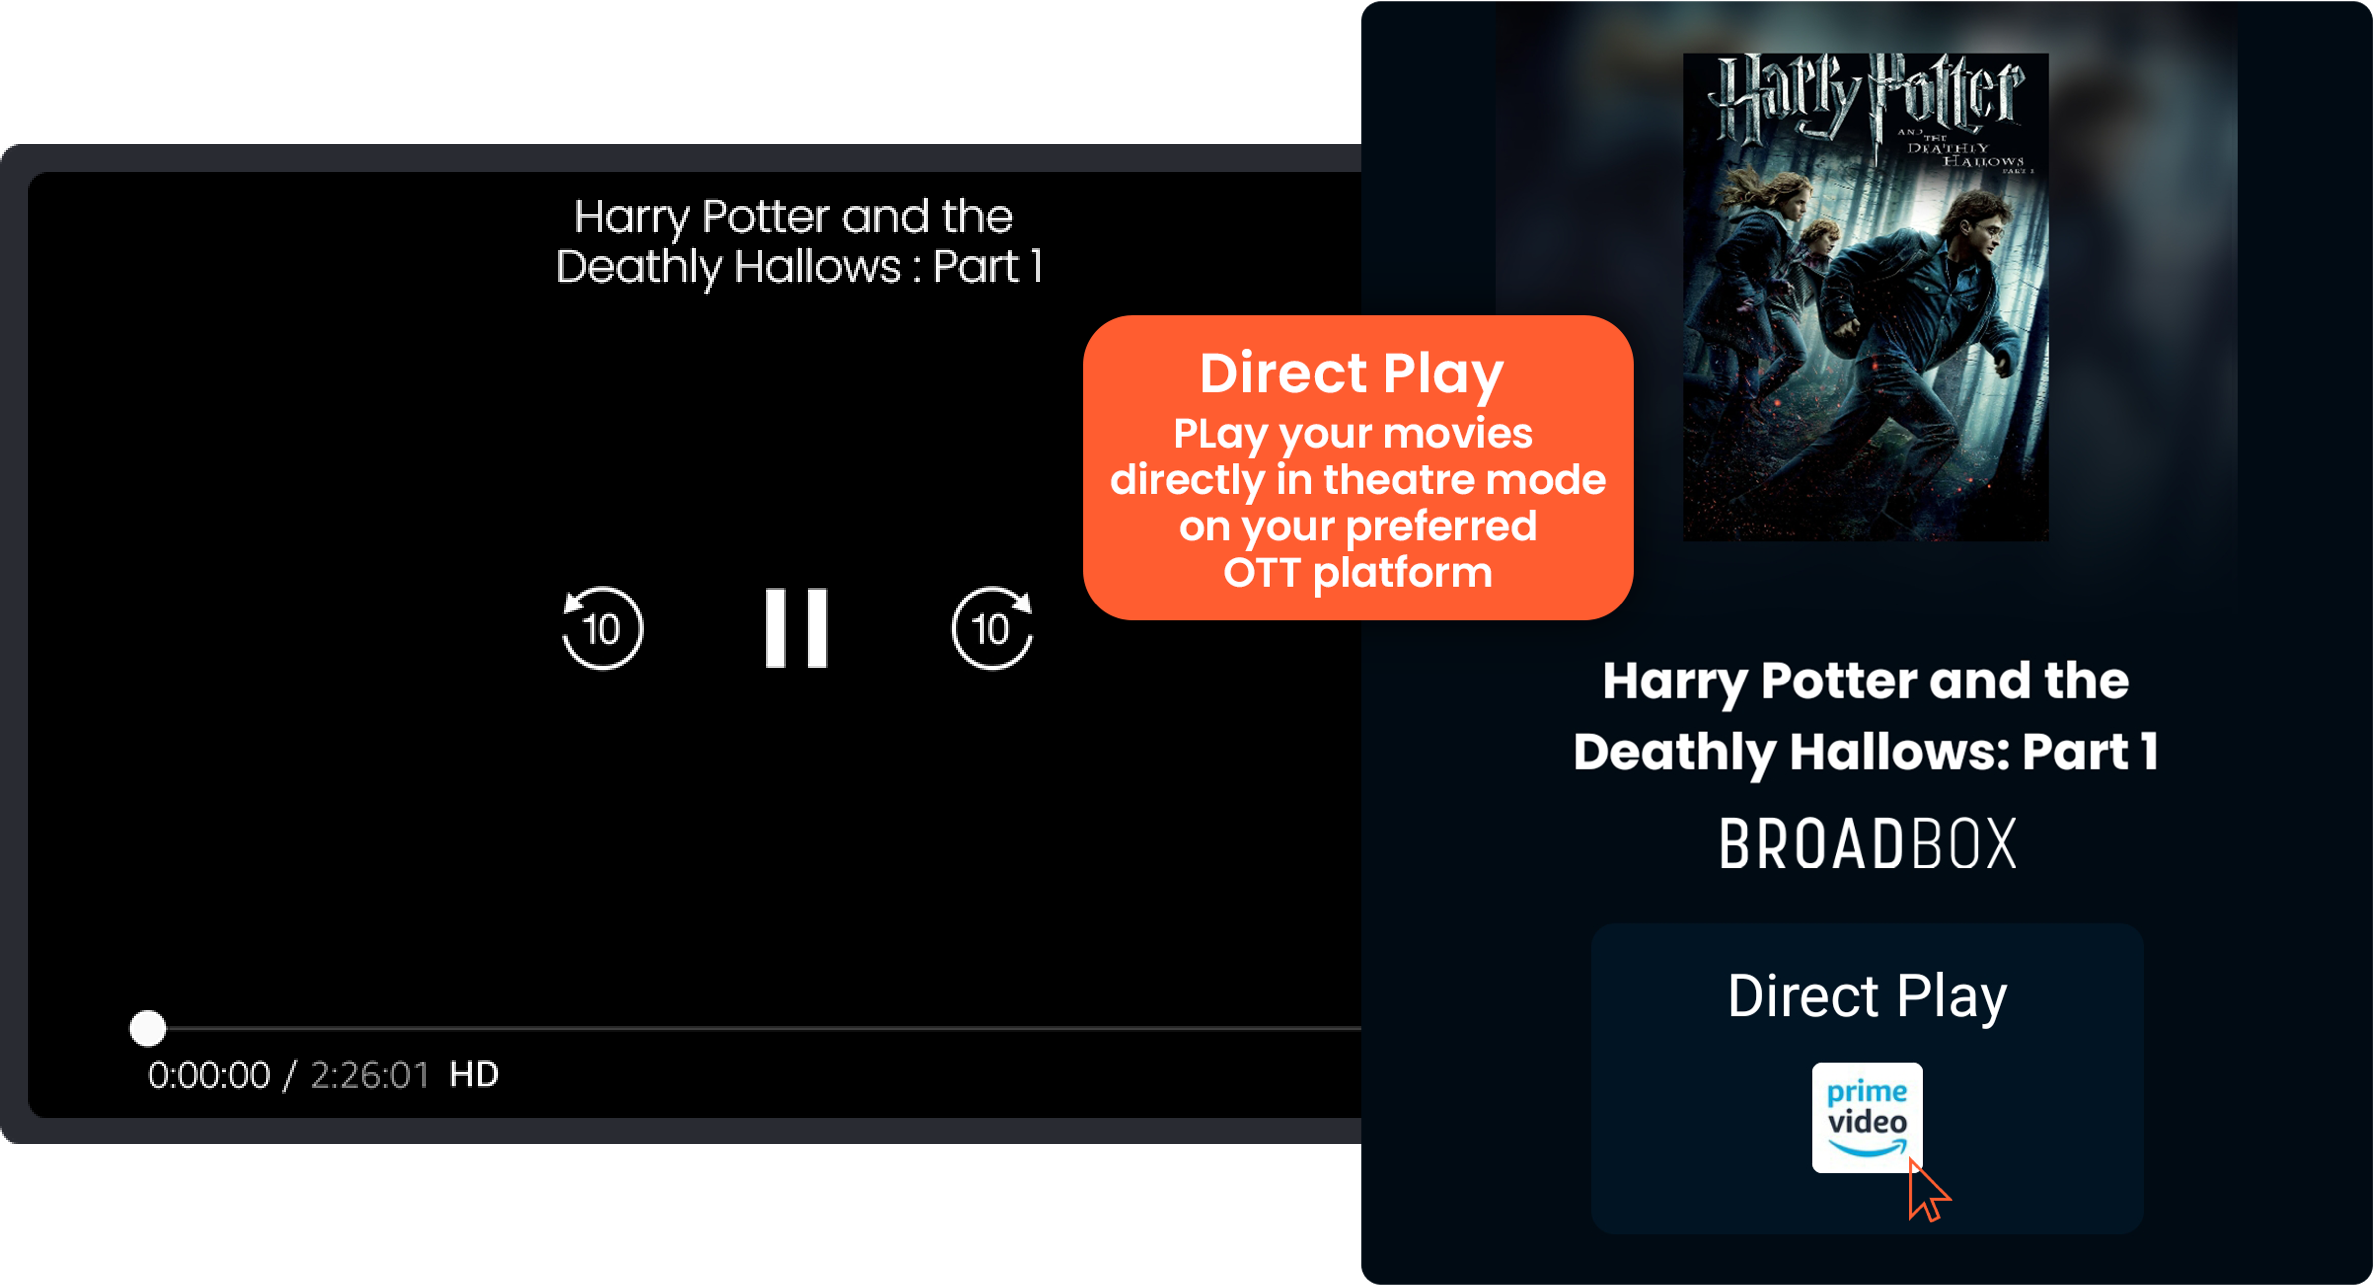 Harry Potter and the
Deathly Hallows : Part 1
10
10
0:00:00 / 2:26:01 HD
Direct Play
PLay your movies
directly in theatre mode
on your preferred
OTT platform
Harry Potter
AND
THE
DEATHLY
HALLOWS
PART 1
Harry Potter and the
Deathly Hallows: Part 1
BROADBOX
Direct Play
prime
video